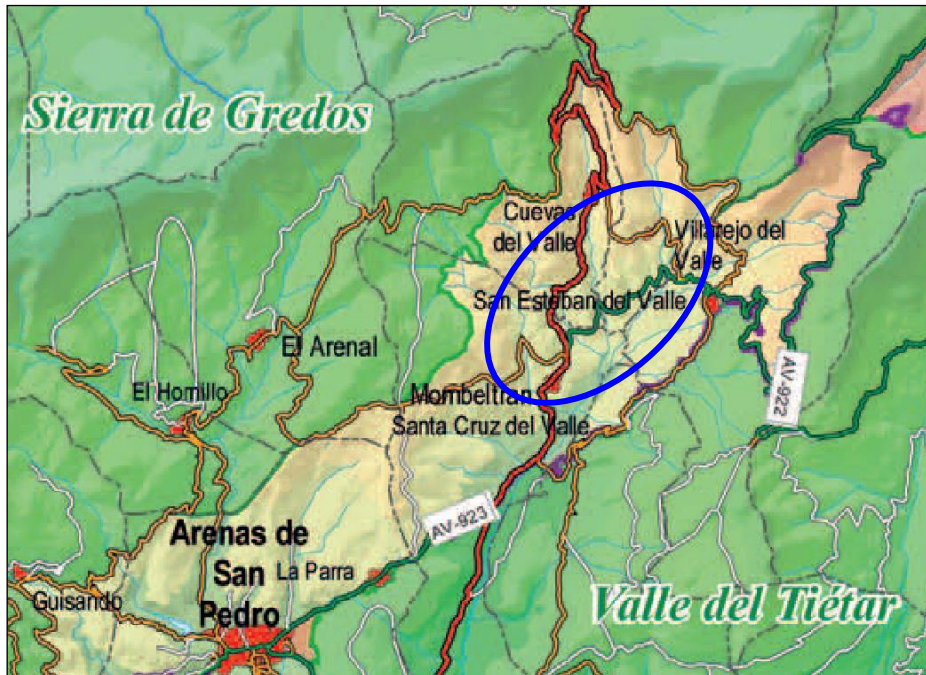 Sierra de Gredos
Cuevas
del Valle
Villarejo del
Valle
San Esteban del Valle
El Arenal
El Hornillo
Mombeltran
Santa Cruz del Valle
AV-922
AV-923
Arenas de
San
Pedro
La Parra
Guisando
Valle del Tiétar